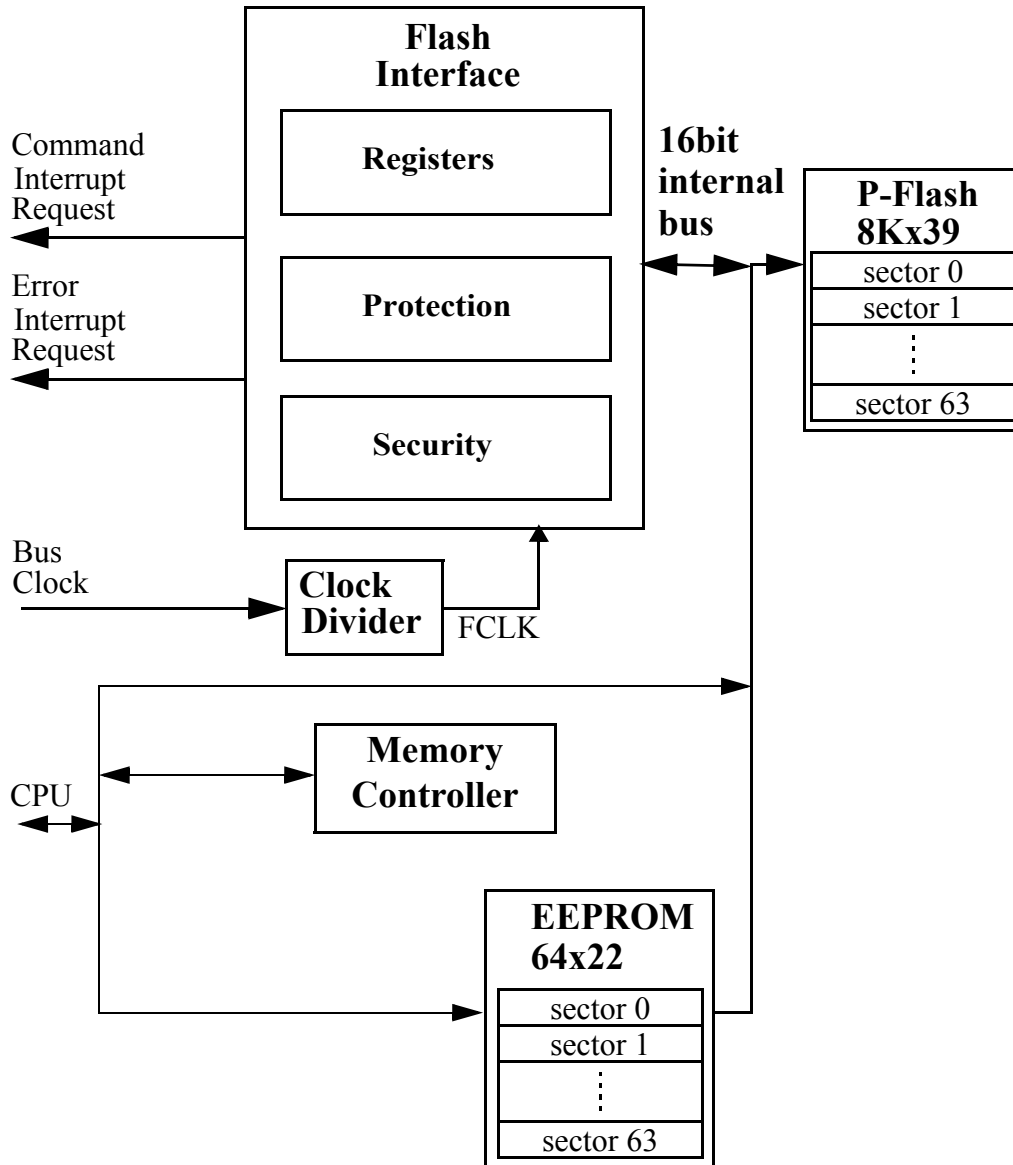 Flash
Interface
Registers
Protection
Security
Command
Interrupt
Request
Error
Interrupt
Request
16bit
internal
bus
P-Flash
8Kx39
sector 0
sector 1
sector 63
Bus
Clock
Clock
Divider
FCLK
Memory
Controller
CPU
EEPROM
64x22
sector 0
sector 1
sector 63